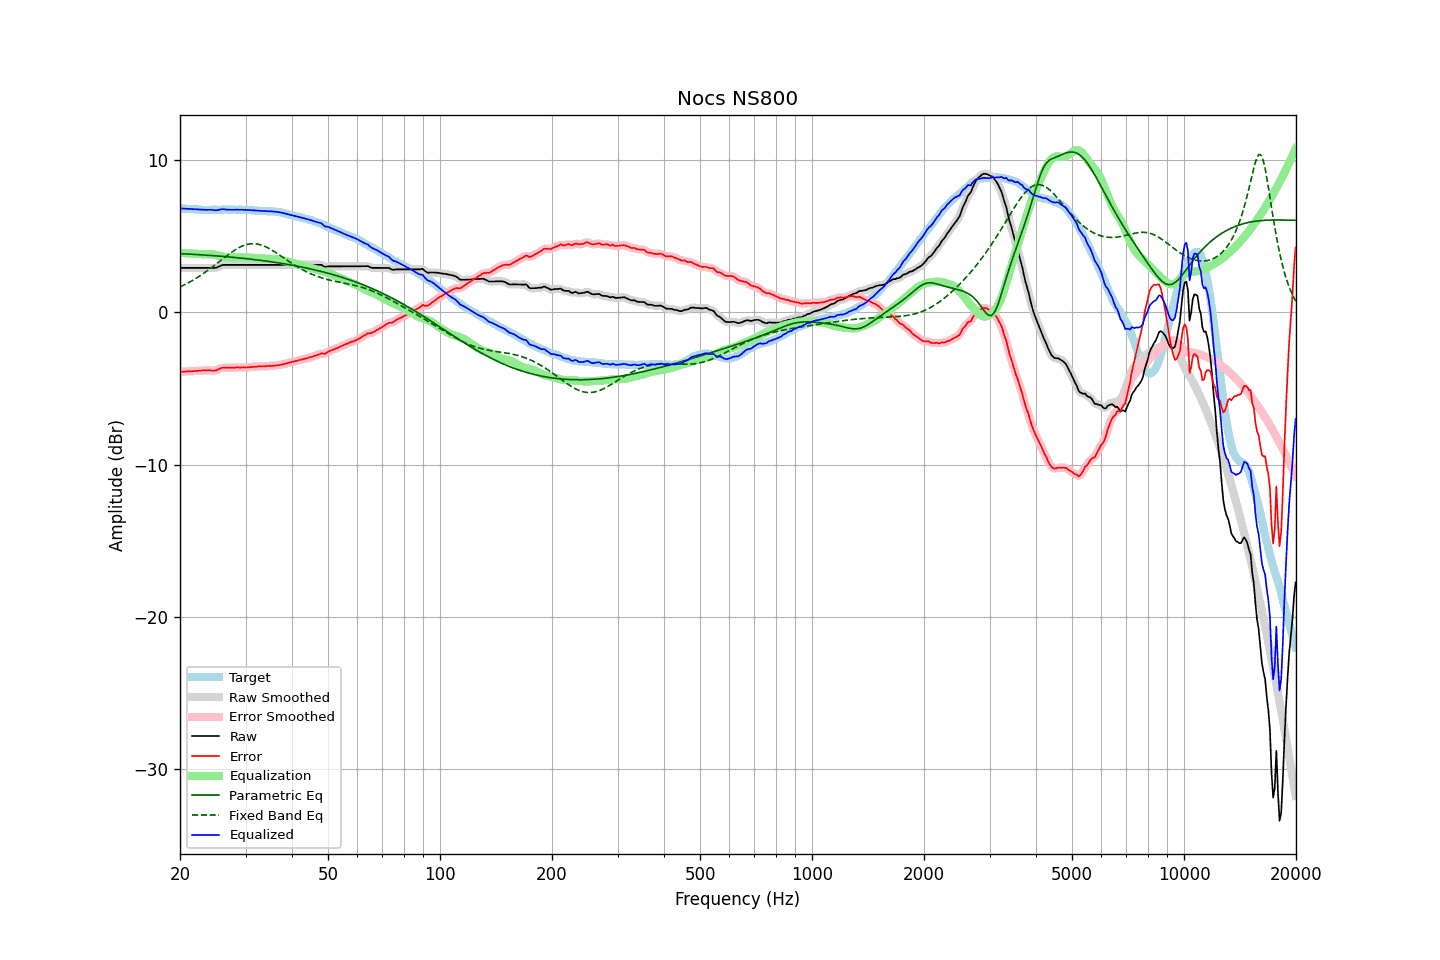 Nocs NS800
Amplitude (dBr)
10
0
−10
−20
−30
Target
Raw Smoothed
Error Smoothed
Raw
Error
Equalization
Parametric Eq
Fixed Band Eq
Equalized
20 50 100 200 500 1000 2000 5000 10000 20000
Frequency (Hz)